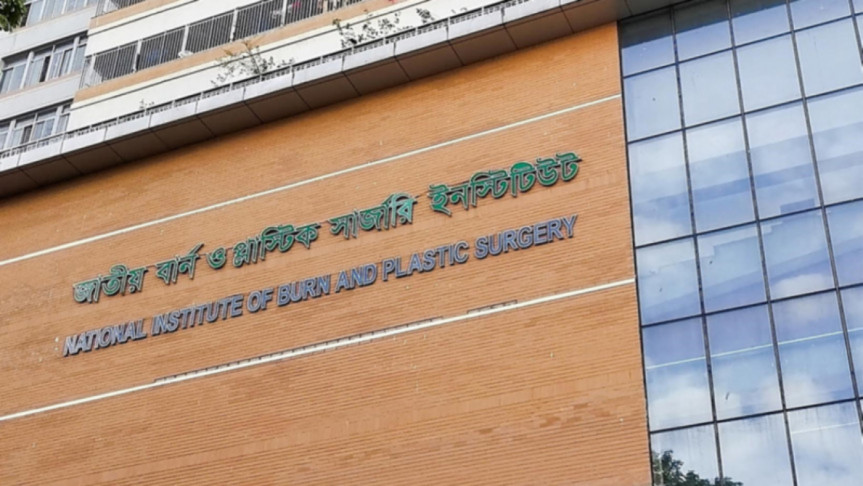 জাতীয় বার্ন ও প্লাস্টিক সার্জারি ইনস্টিটিউট
NATIONAL INSTITUTE OF BURN AND PLASTIC SURGERY